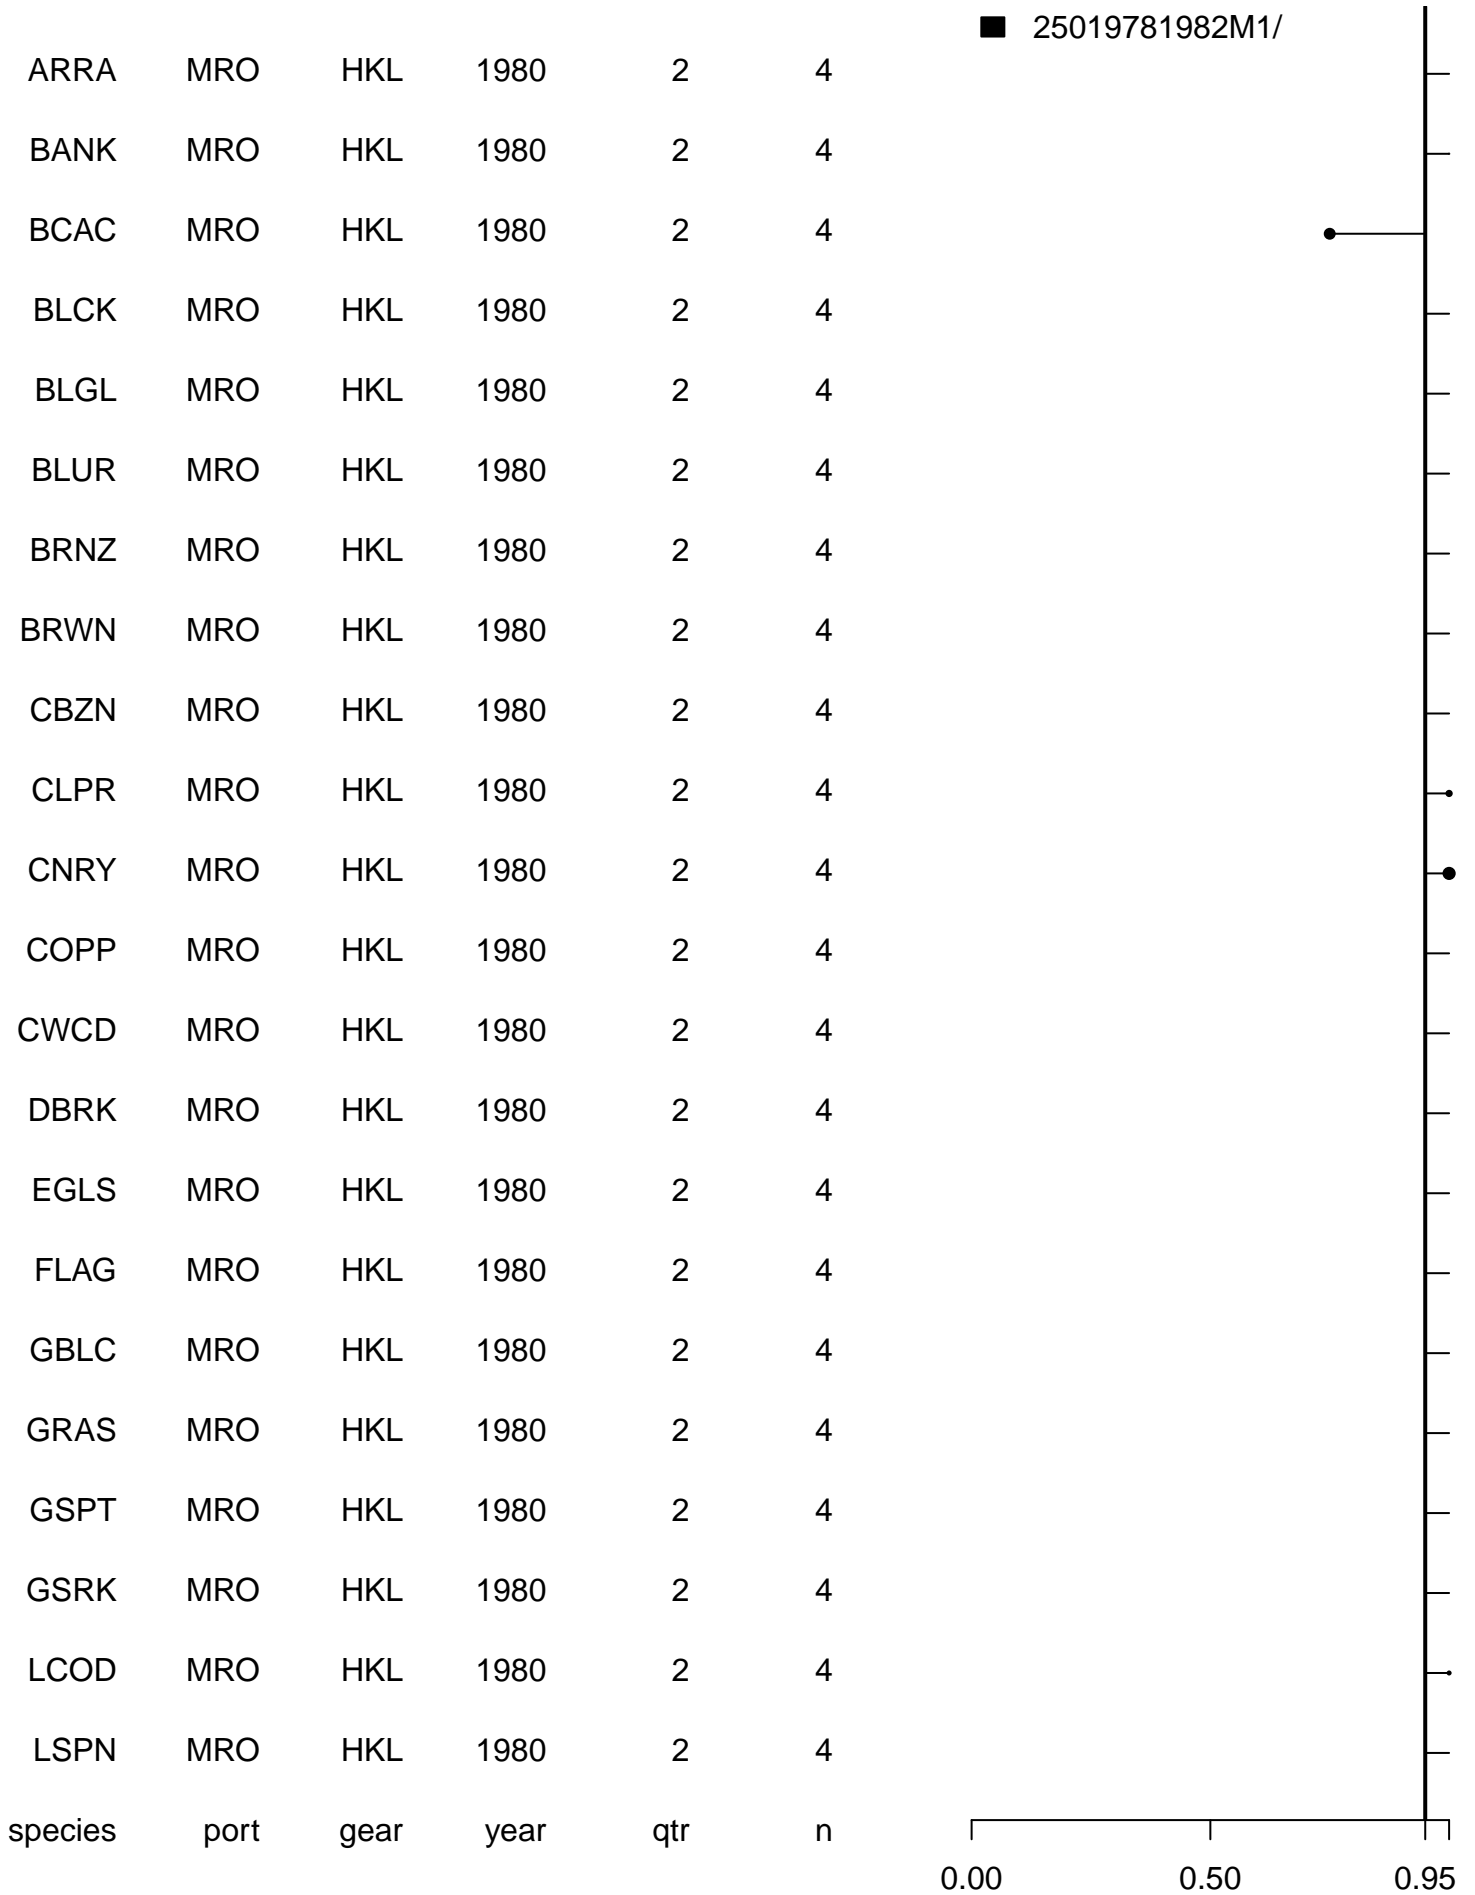 25019781982M1/
ARRA MRO HKL 1980 2 4
BANK MRO HKL 1980 2 4
BCAC MRO HKL 1980 2 4
BLCK MRO HKL 1980 2 4
BLGL MRO HKL 1980 2 4
BLUR MRO HKL 1980 2 4
BRNZ MRO HKL 1980 2 4
BRWN MRO HKL 1980 2 4
CBZN MRO HKL 1980 2 4
CLPR MRO HKL 1980 2 4
CNRY MRO HKL 1980 2 4
COPP MRO HKL 1980 2 4
CWCD MRO HKL 1980 2 4
DBRK MRO HKL 1980 2 4
EGLS MRO HKL 1980 2 4
FLAG MRO HKL 1980 2 4
GBLC MRO HKL 1980 2 4
GRAS MRO HKL 1980 2 4
GSPT MRO HKL 1980 2 4
GSRK MRO HKL 1980 2 4
LCOD MRO HKL 1980 2 4
LSPN MRO HKL 1980 2 4
species port gear year qtr n
0.00 0.50 0.95